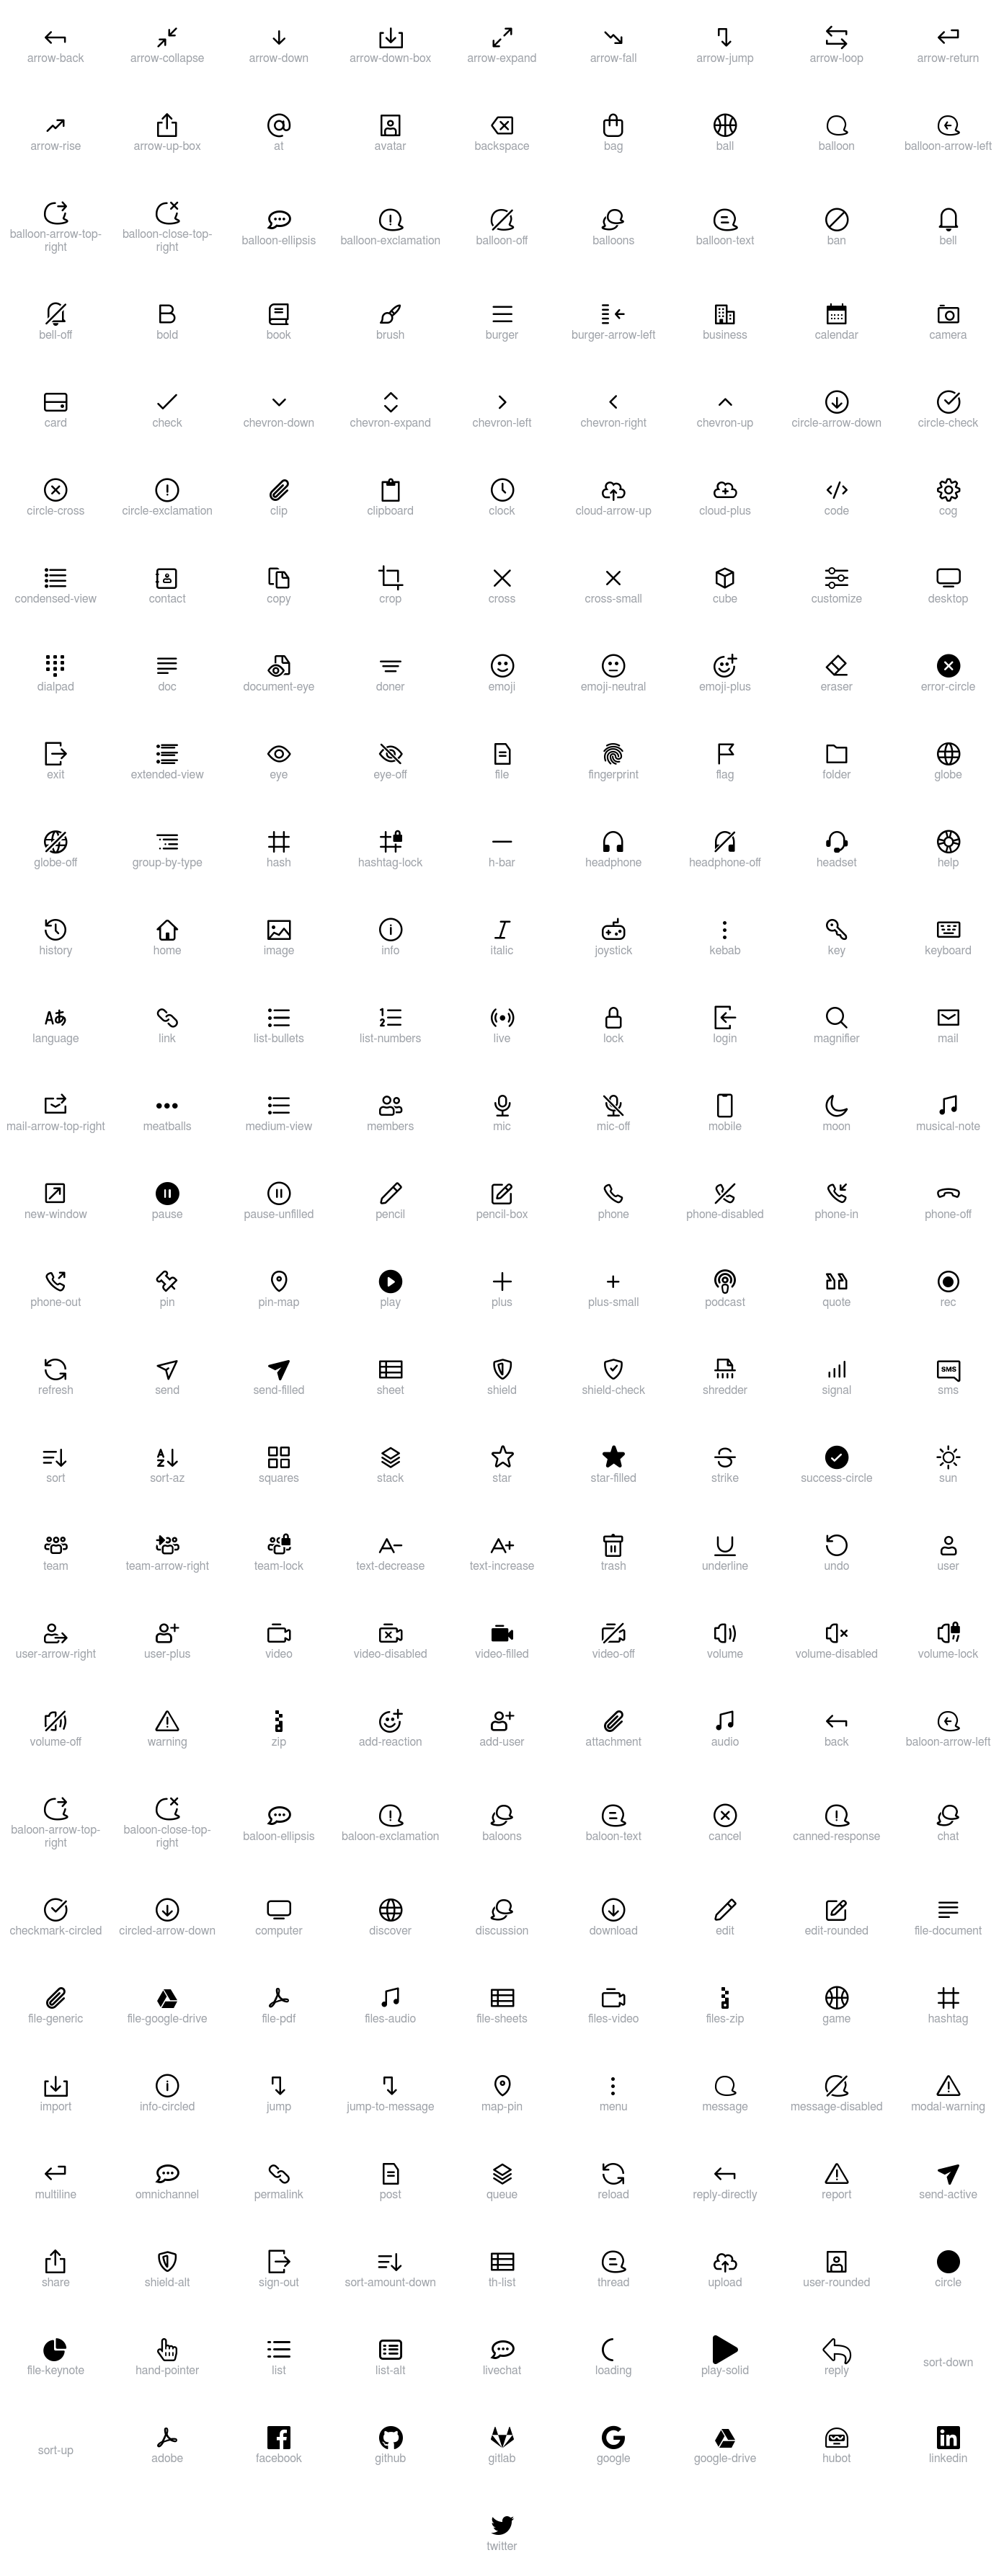 arrow-back arrow-collapse arrow-down arrow-down-box arrow-expand arrow-fall arrow-jump arrow-loop arrow-return
arrow-rise arrow-up-box at avatar backspace bag ball balloon balloon-arrow-left
balloon-arrow-top-right balloon-close-top-right balloon-ellipsis balloon-exclamation balloon-off balloons balloon-text ban bell
bell-off bold book brush burger burger-arrow-left business calendar camera
card check chevron-down chevron-expand chevron-left chevron-right chevron-up circle-arrow-down circle-check
circle-cross circle-exclamation clip clipboard clock cloud-arrow-up cloud-plus code cog
condensed-view contact copy crop cross cross-small cube customize desktop
dialpad doc document-eye doner emoji emoji-neutral emoji-plus eraser error-circle
exit extended-view eye eye-off file fingerprint flag folder globe
globe-off group-by-type hash hashtag-lock h-bar headphone headphone-off headset help
history home image info italic joystick kebab key keyboard
Aあ 1 2
language link list-bullets list-numbers live lock login magnifier mail
mail-arrow-top-right meatballs medium-view members mic mic-off mobile moon musical-note
new-window pause pause-unfilled pencil pencil-box phone phone-disabled phone-in phone-off
phone-out pin pin-map play plus plus-small podcast quote rec
SMS
refresh send send-filled sheet shield shield-check shredder signal sms
A Z
sort sort-az squares stack star star-filled strike success-circle sun
A- A+
team team-arrow-right team-lock text-decrease text-increase trash underline undo user
user-arrow-right user-plus video video-disabled video-filled video-off volume volume-disabled volume-lock
volume-off warning zip add-reaction add-user attachment audio back baloon-arrow-left
baloon-arrow-top-right baloon-close-top-right baloon-ellipsis baloon-exclamation baloons baloon-text cancel canned-response chat
checkmark-circled circled-arrow-down computer discover discussion download edit edit-rounded file-document
file-generic file-google-drive file-pdf files-audio file-sheets files-video files-zip game hashtag
import info-circled jump jump-to-message map-pin menu message message-disabled modal-warning
multiline omnichannel permalink post queue reload reply-directly report send-active
share shield-alt sign-out sort-amount-down th-list thread upload user-rounded circle
file-keynote hand-pointer list list-alt livechat loading play-solid reply sort-down
sort-up adobe facebook github gitlab google google-drive hubot linkedin
twitter